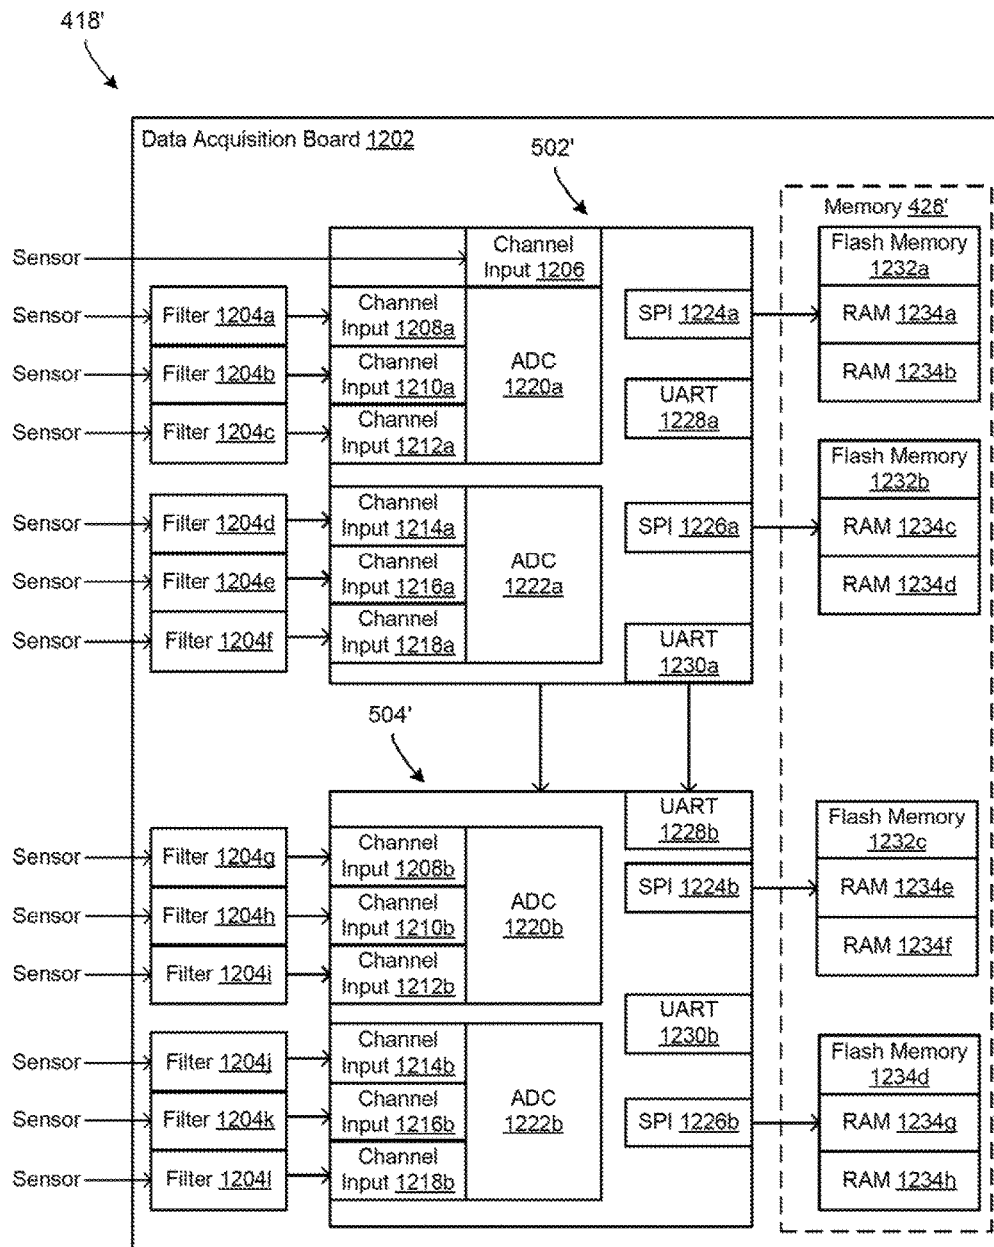 418'
Data Acquisition Board 1202
502'
Memory 428'
Sensor
Channel
Input 1206
Flash Memory
1232a
Sensor
Filter 1204a
Channel
Input 1208a
SPI 1224a
RAM 1234a
Sensor
Filter 1204b
Channel
Input 1210a
ADC
1220a
RAM 1234b
UART
1228a
Sensor
Filter 1204c
Channel
Input 1212a
Flash Memory
1232b
Sensor
Filter 1204d
Channel
Input 1214a
SPI 1226a
RAM 1234c
Sensor
Filter 1204e
Channel
Input 1216a
ADC
1222a
RAM 1234d
Sensor
Filter 1204f
Channel
Input 1218a
UART
1230a
504'
UART
1228b
Flash Memory
1232c
Sensor
Filter 1204g
Channel
Input 1208b
SPI 1224b
RAM 1234e
Sensor
Filter 1204h
Channel
Input 1210b
ADC
1220b
RAM 1234f
Sensor
Filter 1204i
Channel
Input 1212b
UART
1230b
Sensor
Filter 1204j
Channel
Input 1214b
Flash Memory
1234d
Sensor
Filter 1204k
Channel
Input 1216b
ADC
1222b
SPI 1226b
RAM 1234g
Sensor
Filter 1204l
Channel
Input 1218b
RAM 1234h